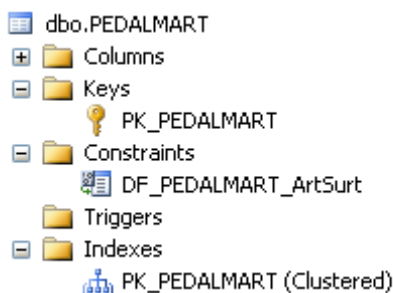 dbo.PEDALMART
Columns
Keys
PK_PEDALMART
Constraints
DF_PEDALMART_ArtSurt
Triggers
Indexes
PK_PEDALMART (Clustered)